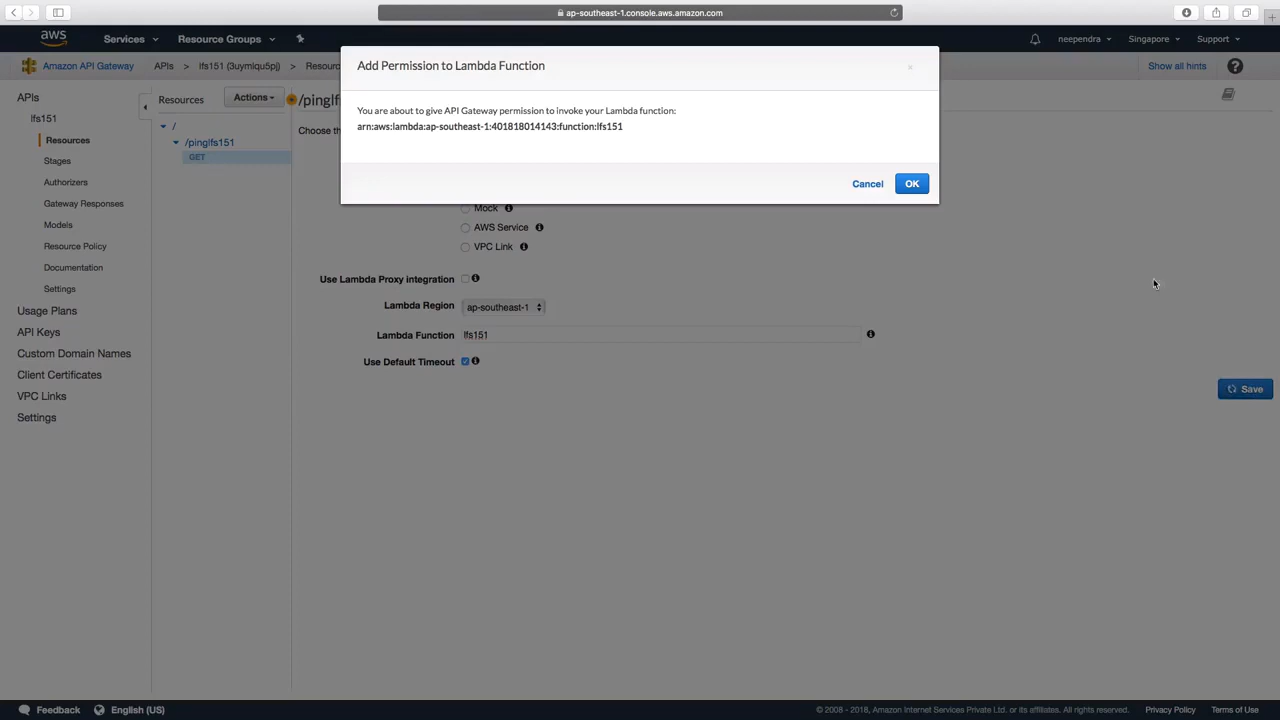 ap-southeast-1.console.aws.amazon.com
aws Services Resource Groups neependra Singapore Support
Amazon API Gateway APIs > lfs151 (3uymlqu5pj) > Resourc Show all hints
Add Permission to Lambda Function
You are about to give API Gateway permission to invoke your Lambda function:
arn:aws:lambda:ap-southeast-1:401818014143:function:lfs151
Cancel OK
APIs
lfs151
Resources
Stages
Authorizers
Gateway Responses
Models
Resource Policy
Documentation
Settings
Usage Plans
API Keys
Custom Domain Names
Client Certificates
VPC Links
Settings
Resources Actions
/
/pinglfs151
GET
/pinglf
Choose th
Mock
AWS Service
VPC Link
Use Lambda Proxy integration
Lambda Region ap-southeast-1
Lambda Function lfs151
Use Default Timeout
Save
Feedback English (US) © 2008 - 2018, Amazon Internet Services Private Ltd. or its affiliates. All rights reserved. Privacy Policy Terms of Use